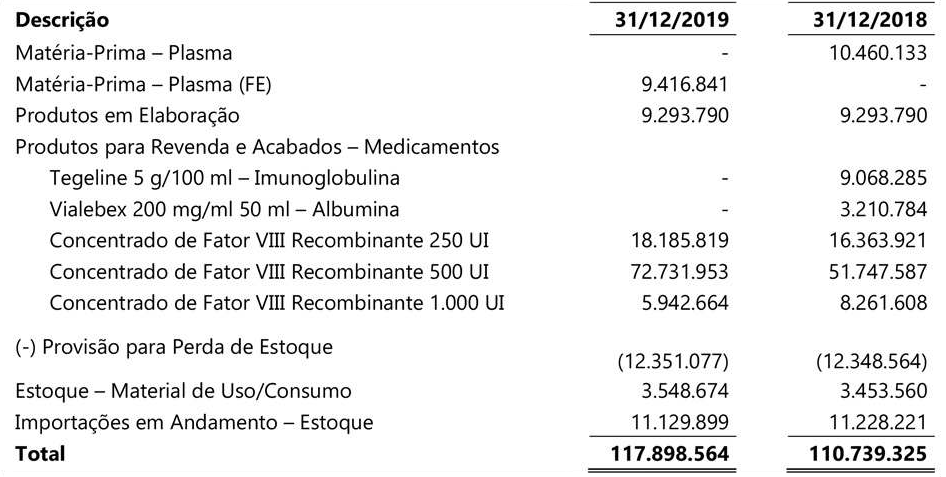 Descrição 31/12/2019 31/12/2018
Matéria-Prima – Plasma - 10.460.133
Matéria-Prima – Plasma (FE) 9.416.841 -
Produtos em Elaboração 9.293.790 9.293.790
Produtos para Revenda e Acabados – Medicamentos
Tegeline 5 g/100 ml – Imunoglobulina - 9.068.285
Vialebex 200 mg/ml 50 ml – Albumina - 3.210.784
Concentrado de Fator VIII Recombinante 250 UI 18.185.819 16.363.921
Concentrado de Fator VIII Recombinante 500 UI 72.731.953 51.747.587
Concentrado de Fator VIII Recombinante 1.000 UI 5.942.664 8.261.608
(-) Provisão para Perda de Estoque (12.351.077) (12.348.564)
Estoque – Material de Uso/Consumo 3.548.674 3.453.560
Importações em Andamento – Estoque 11.129.899 11.228.221
Total 117.898.564 110.739.325